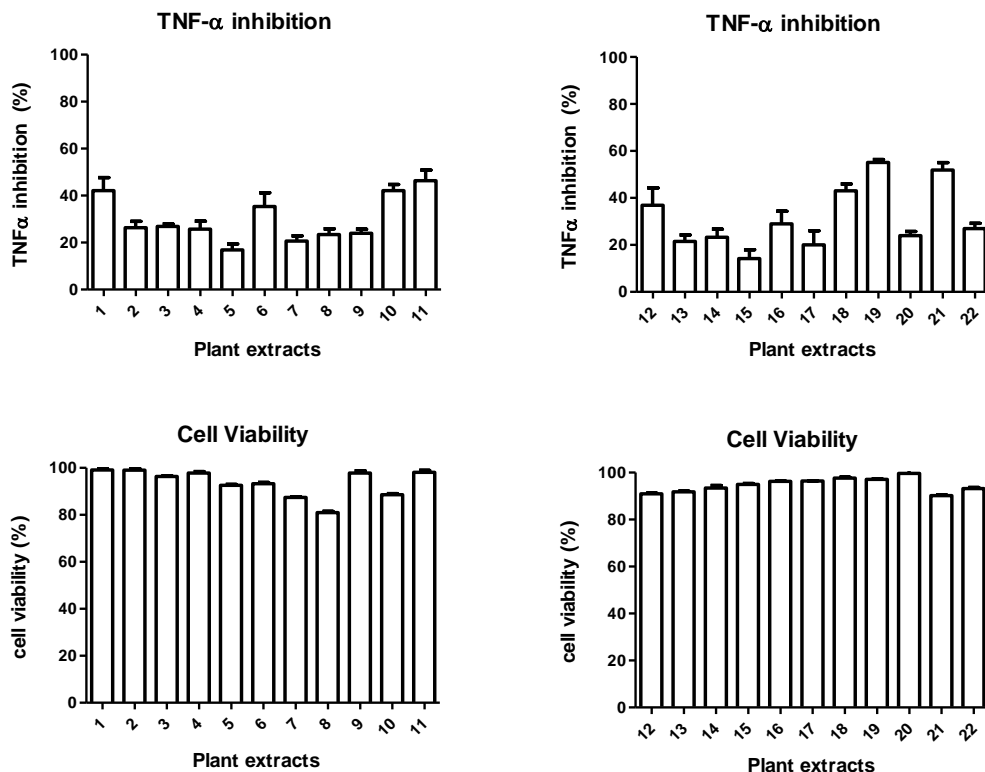 TNF-α inhibition
TNFα inhibition (%)
100
80
60
40
20
0
1 2 3 4 5 6 7 8 9 10 11
Plant extracts
TNF-α inhibition
TNFα inhibition (%)
100
80
60
40
20
0
12 13 14 15 16 17 18 19 20 21 22
Plant extracts
Cell Viability
cell viability (%)
100
80
60
40
20
0
1 2 3 4 5 6 7 8 9 10 11
Plant extracts
Cell Viability
cell viability (%)
100
80
60
40
20
0
12 13 14 15 16 17 18 19 20 21 22
Plant extracts